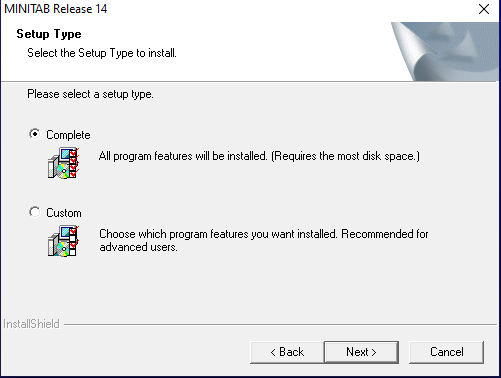 MINITAB Release 14
Setup Type
Select the Setup Type to install.
Please select a setup type.
Complete
All program features will be installed. (Requires the most disk space.)
Custom
Choose which program features you want installed. Recommended for
advanced users.
InstallShield
< Back
Next >
Cancel